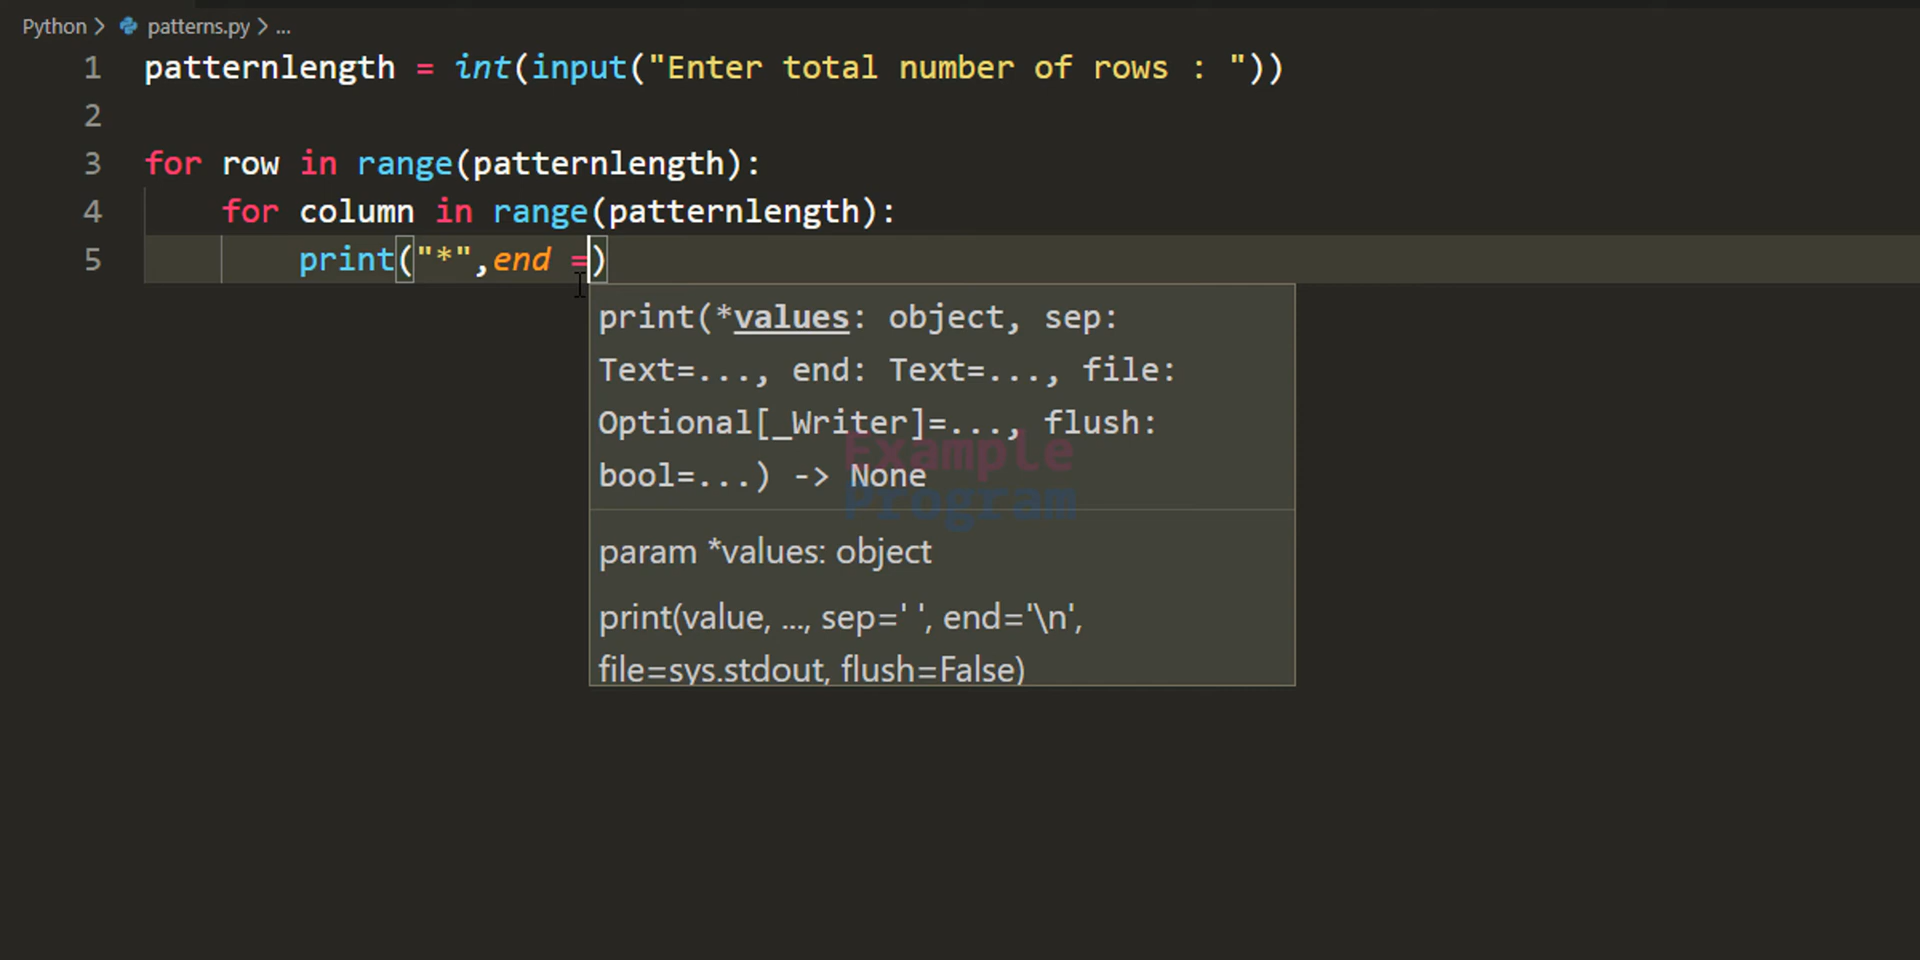 Python > patterns.py > ...
1 patternlength = int(input("Enter total number of rows : "))
2
3 for row in range(patternlength):
4 for column in range(patternlength):
5 print("*",end =)
print(*values: object, sep:
Text=..., end: Text=..., file:
Optional[_Writer]=..., flush:
bool=...) -> None
Example
Program
param *values: object
print(value, ..., sep=' ', end='\n',
file=sys.stdout, flush=False)